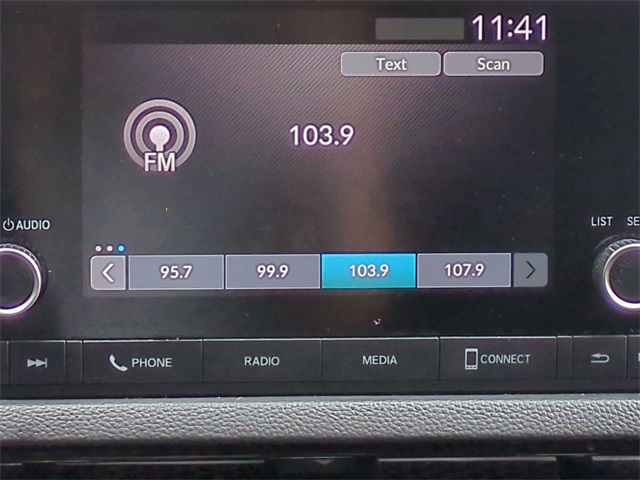 11:41
Text Scan
103.9
FM
AUDIO
LIST SE
95.7 99.9 103.9 107.9
PHONE RADIO MEDIA CONNECT